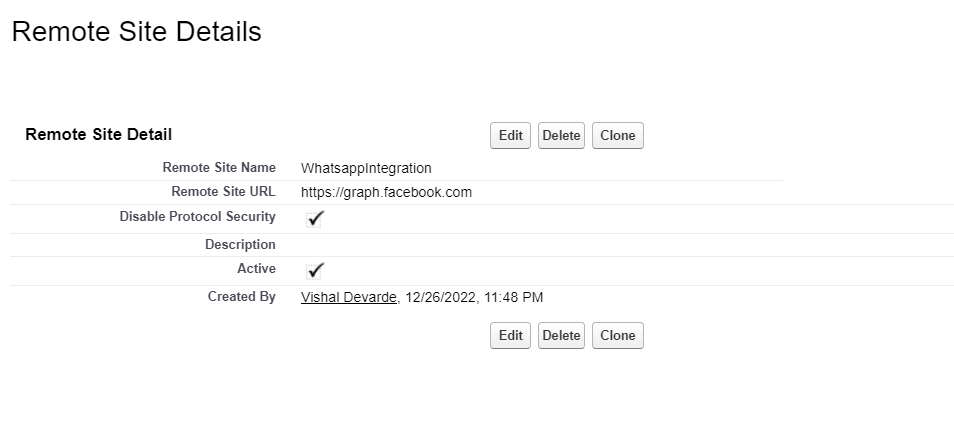 Remote Site Details
Remote Site Detail Edit Delete Clone
Remote Site Name WhatsappIntegration
Remote Site URL https://graph.facebook.com
Disable Protocol Security ✓
Description
Active ✓
Created By Vishal Devarde, 12/26/2022, 11:48 PM
Edit Delete Clone